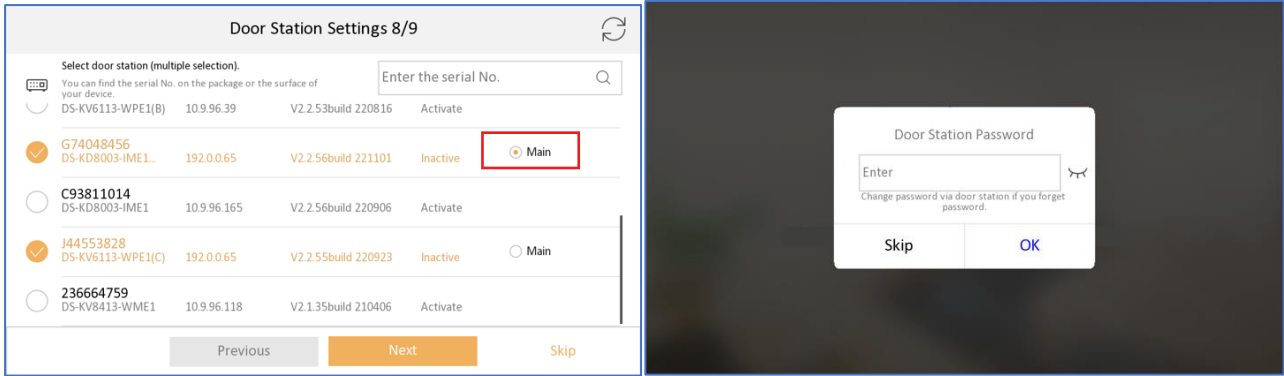 Door Station Settings 8/9
Select door station (multiple selection).
You can find the serial No. on the package or the surface of
your device.
Enter the serial No.
DS-KV6113-WPE1(B) 10.9.96.39 V2.2.53build 220816 Activate
G74048456
DS-KD8003-IME1... 192.0.0.65 V2.2.56build 221101 Inactive Main
C93811014
DS-KD8003-IME1 10.9.96.165 V2.2.56build 220906 Activate
J44553828
DS-KV6113-WPE1(C) 192.0.0.65 V2.2.55build 220923 Inactive Main
236664759
DS-KV8413-WME1 10.9.96.118 V2.1.35build 210406 Activate
Previous Next Skip
Door Station Password
Enter
Change password via door station if you forget
password.
Skip OK